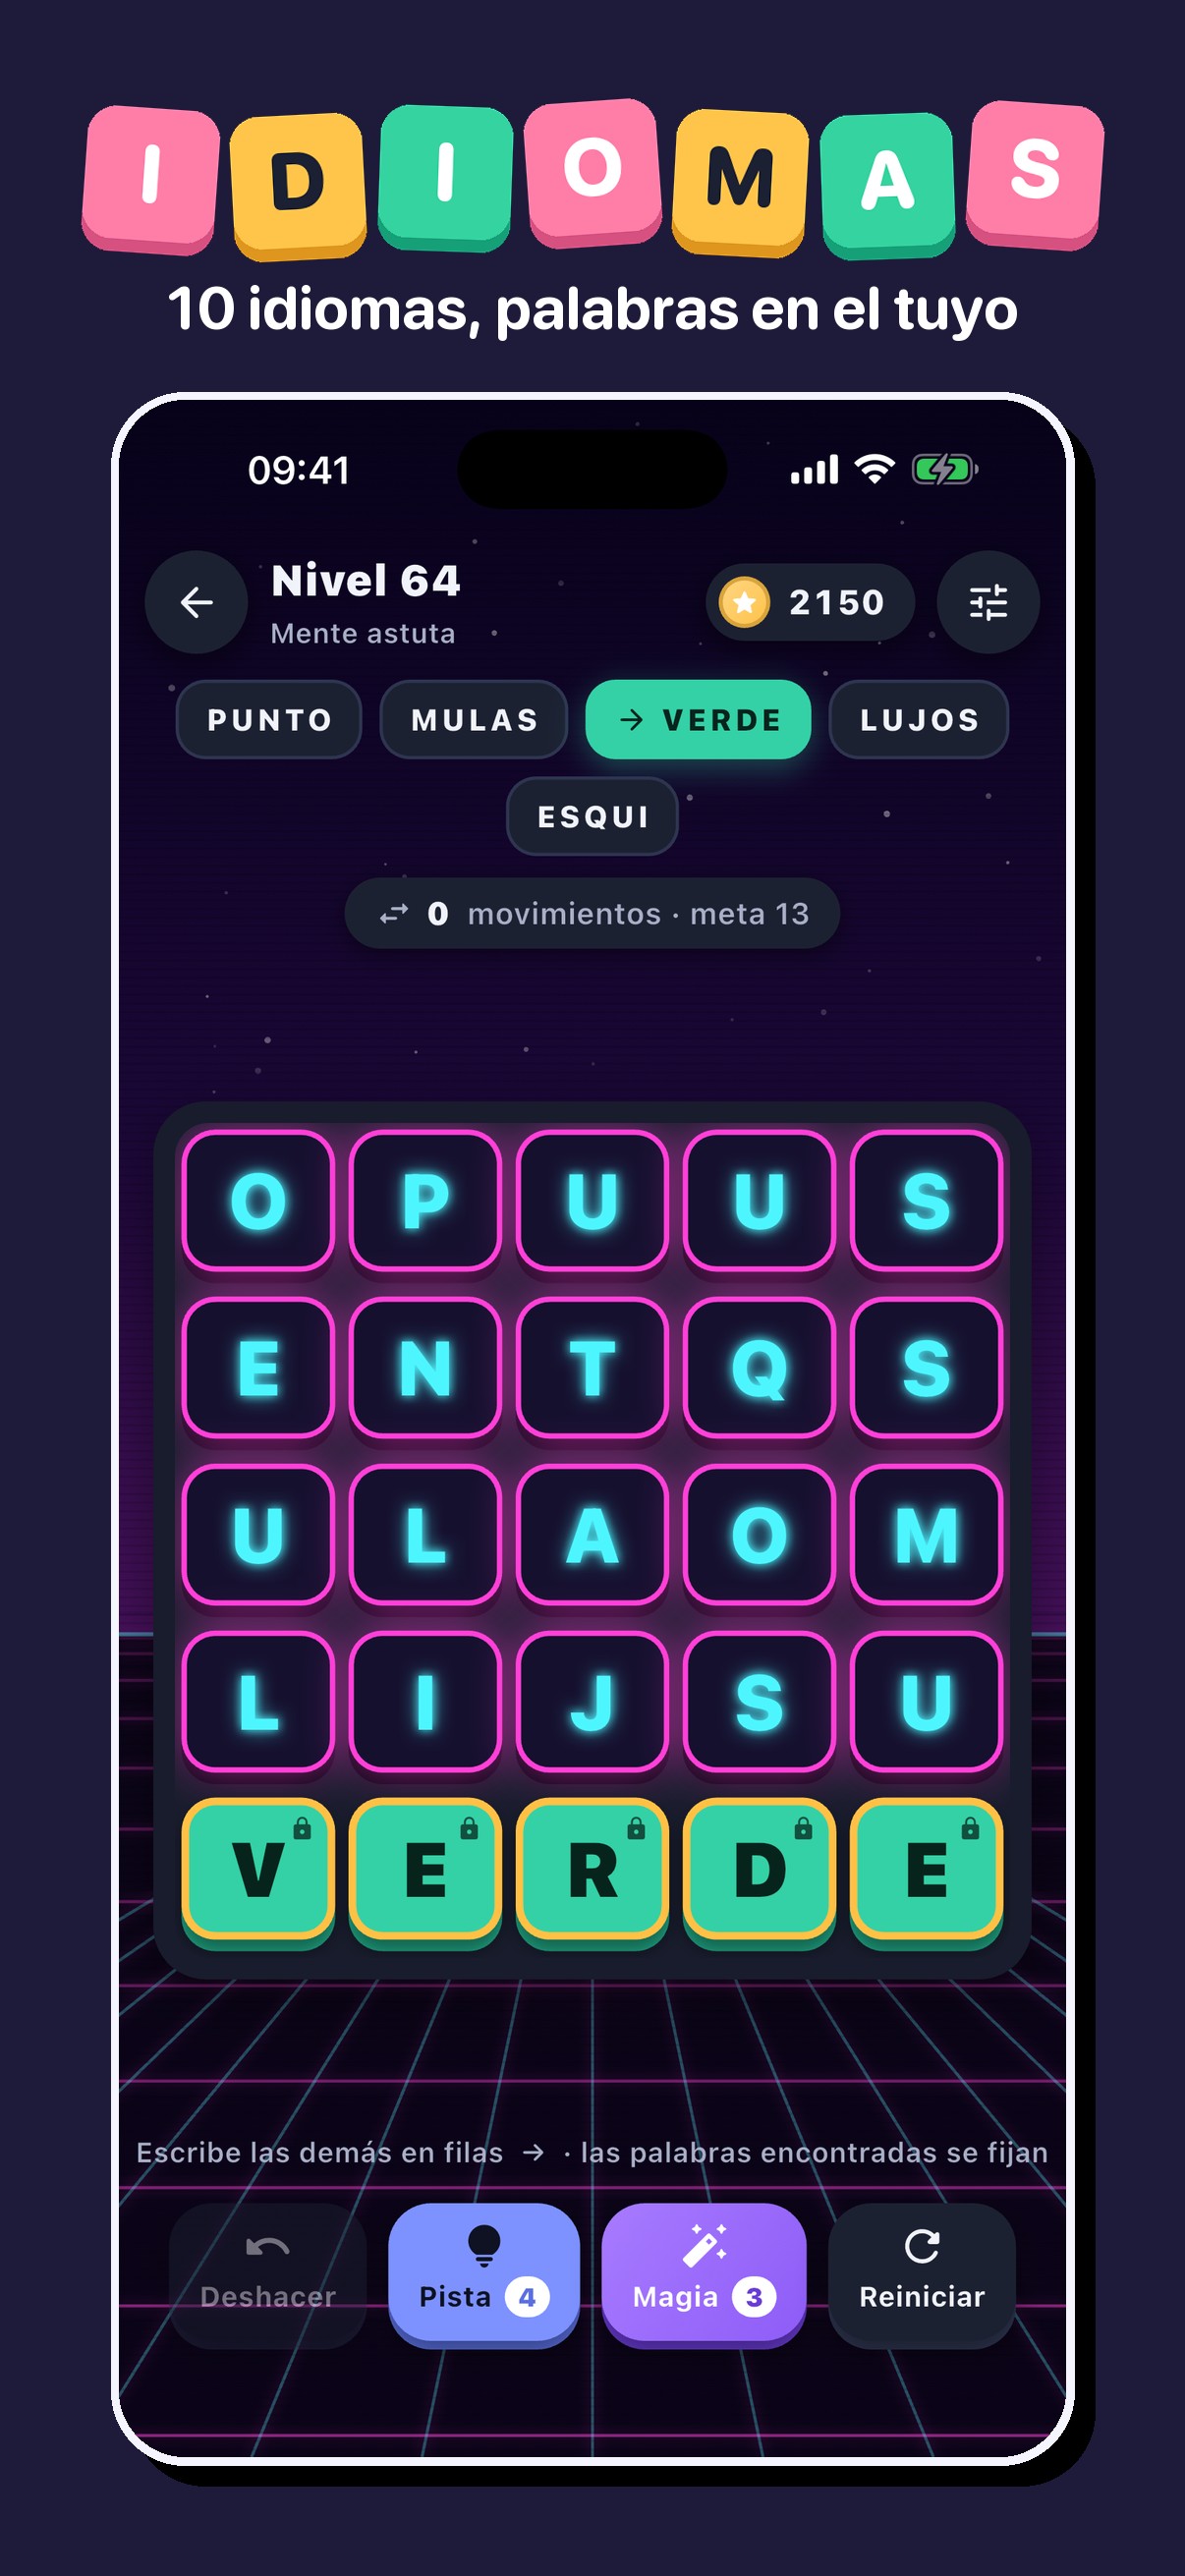 IDIOMAS
10 idiomas, palabras en el tuyo
09:41
Nivel 64
2150
Mente astuta
PUNTO MULAS → VERDE LUJOS
ESQUI
0 movimientos · meta 13
O P U U S
E N T Q S
U L A O M
L I J S U
V E R D E
Escribe las demás en filas → · las palabras encontradas se fijan
Deshacer Pista 4 Magia 3 Reiniciar